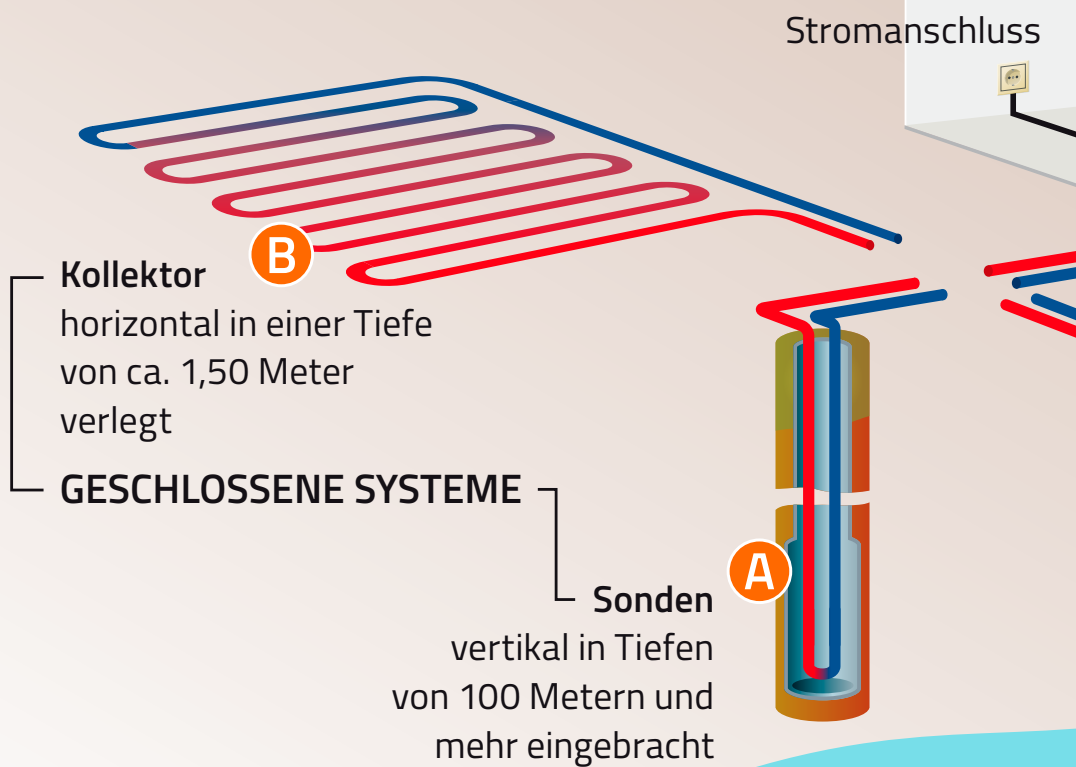 Stromanschluss
B
Kollektor
horizontal in einer Tiefe
von ca. 1,50 Meter
verlegt
GESCHLOSSENE SYSTEME
A
Sonden
vertikal in Tiefen
von 100 Metern und
mehr eingebracht